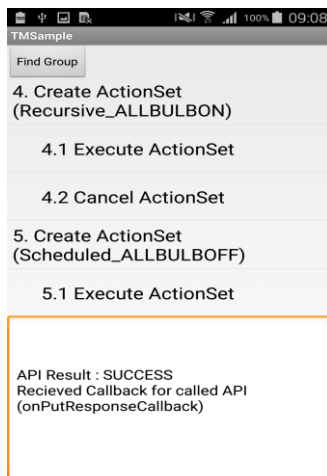 100% 09:08
TMSample
Find Group
4. Create ActionSet
(Recursive_ALLBULBON)
4.1 Execute ActionSet
4.2 Cancel ActionSet
5. Create ActionSet
(Scheduled_ALLBULBOFF)
5.1 Execute ActionSet
API Result : SUCCESS
Recieved Callback for called API
(onPutResponseCallback)